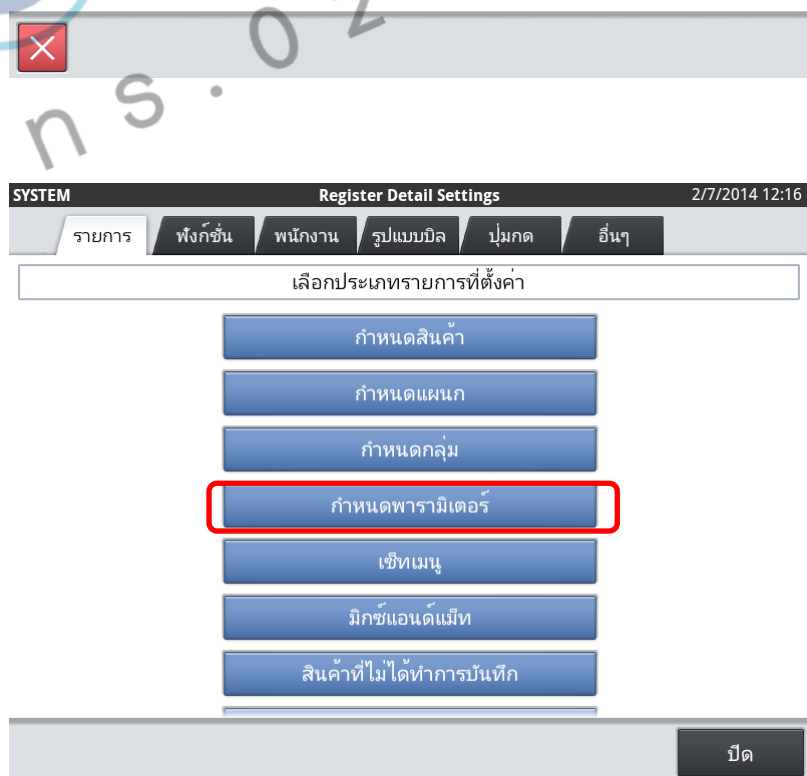 ns.02
SYSTEM Register Detail Settings 2/7/2014 12:16
รายการ ฟังก์ชั่น พนักงาน รูปแบบบิล ปุ่มกด อื่นๆ
เลือกประเภทรายการที่ตั้งค่า
กำหนดสินค้า
กำหนดแผนก
กำหนดกลุ่ม
กำหนดพารามิเตอร์
เซ็ทเมนู
มิกซ์แอนด์แม็ท
สินค้าที่ไม่ได้ทำการบันทึก
ปิด